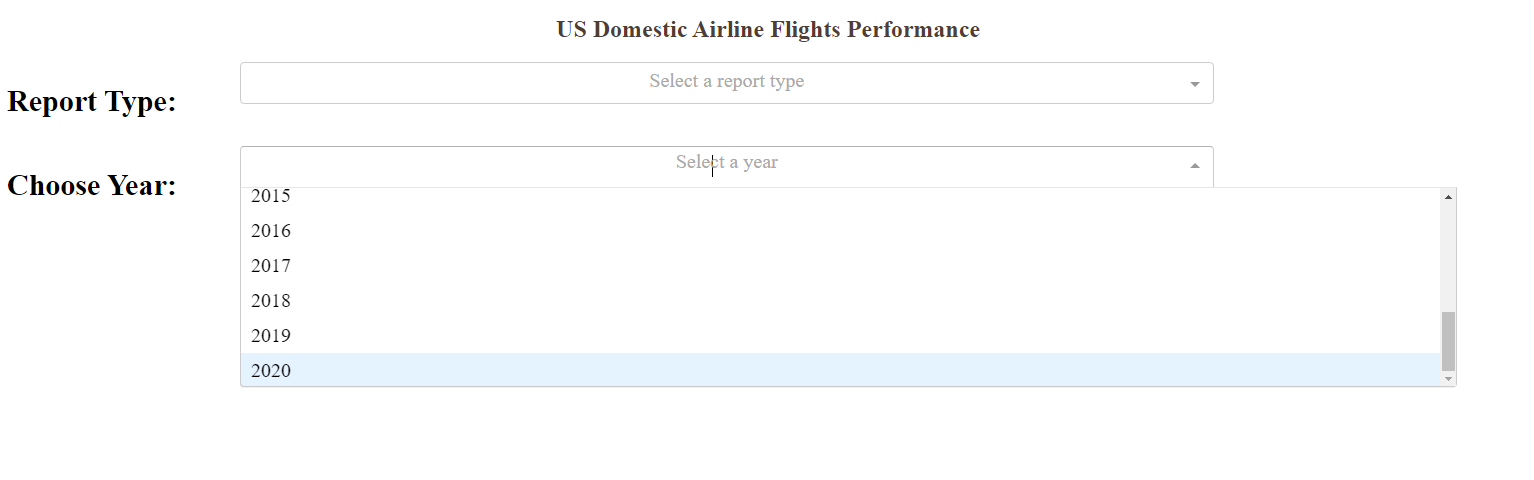 US Domestic Airline Flights Performance
Report Type:
Select a report type
Choose Year:
Select a year
2015
2016
2017
2018
2019
2020